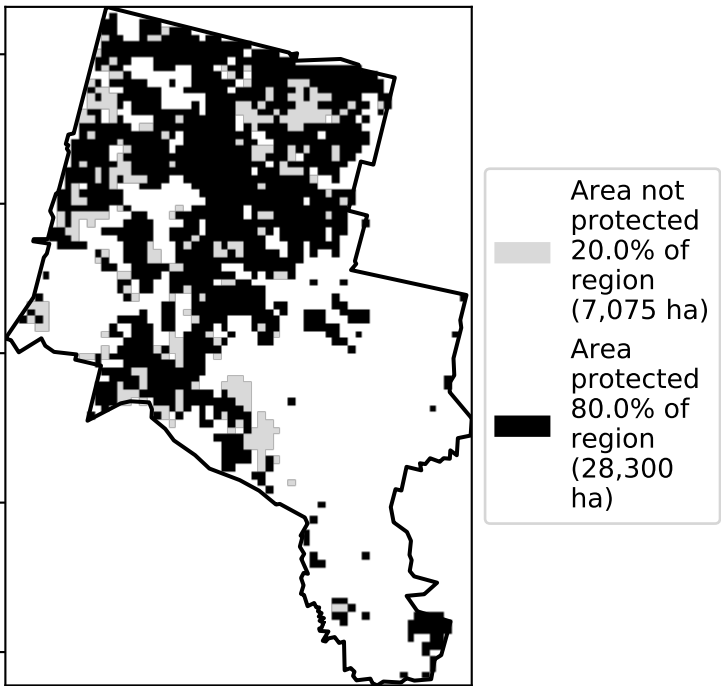 Area not
protected
20.0% of
region
(7,075 ha)
Area
protected
80.0% of
region
(28,300
ha)